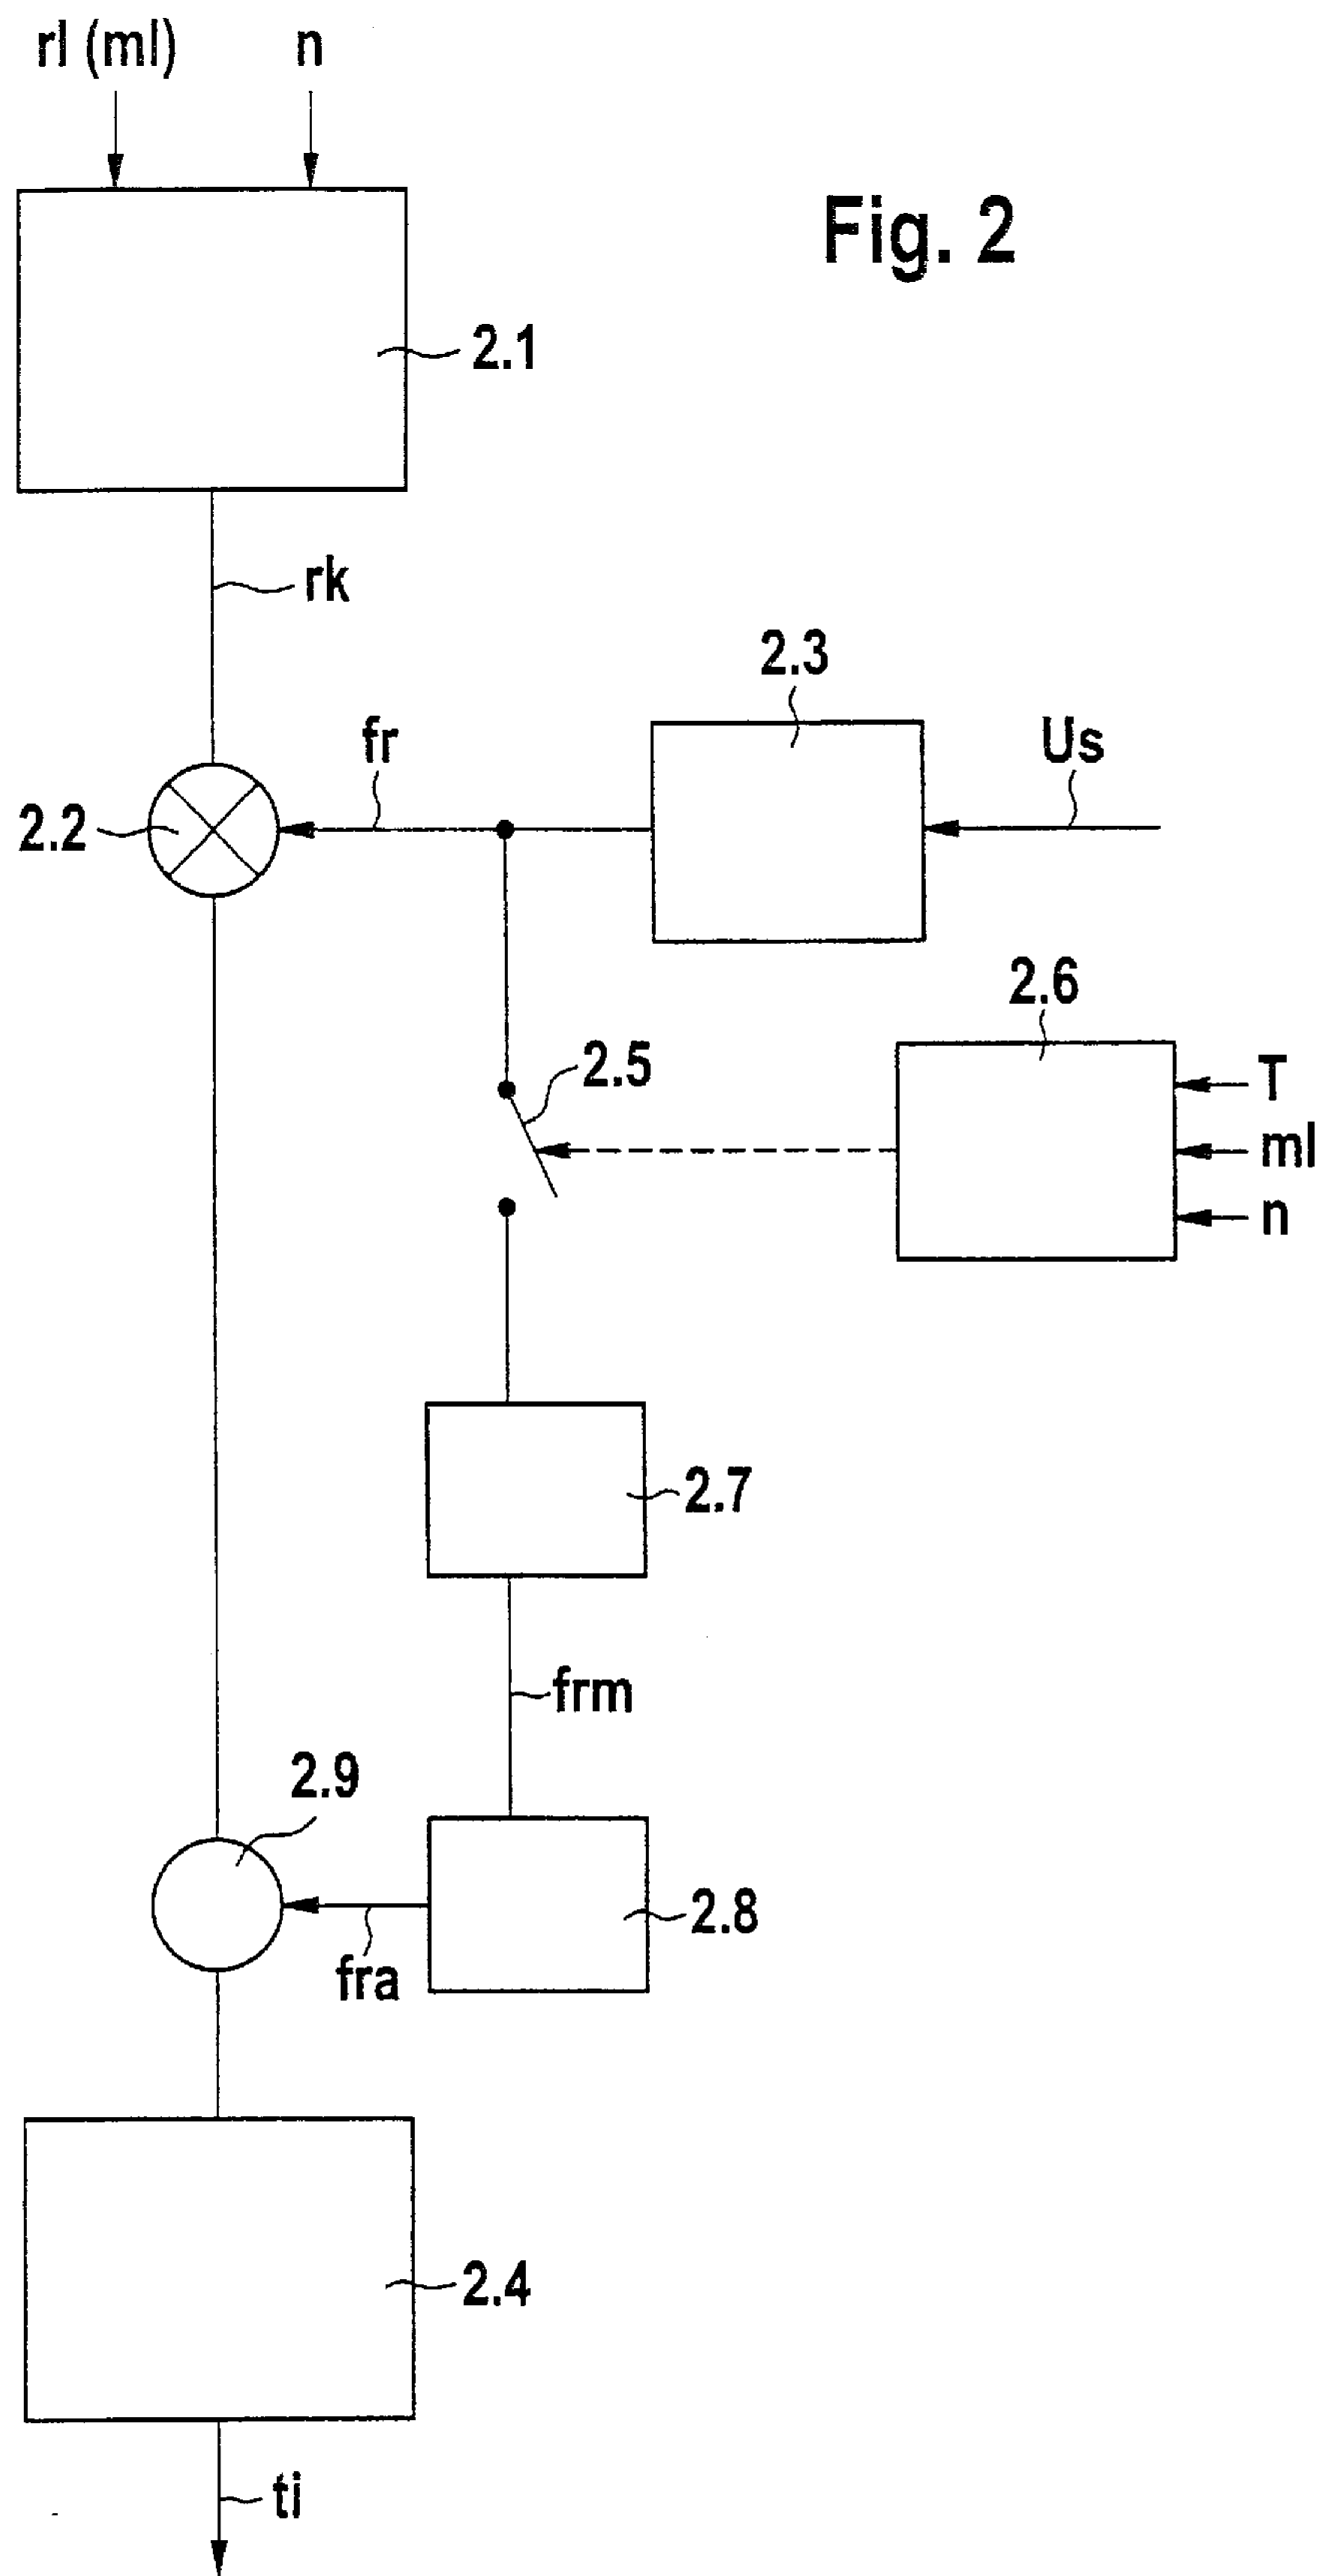 rl (ml)
n
Fig. 2
2.1
rk
2.3
fr
Us
2.2
2.6
2.5
T
ml
n
2.7
frm
2.9
2.8
fra
2.4
ti